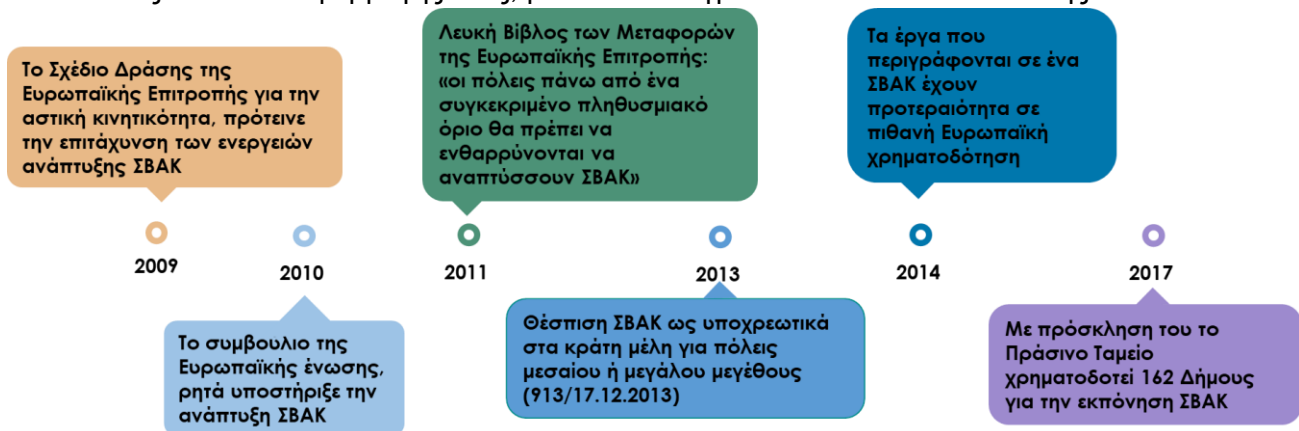 Το Σχέδιο Δράσης της
Ευρωπαϊκής Επιτροπής για την
αστική κινητικότητα, πρότεινε
την επιτάχυνση των ενεργειών
ανάπτυξης ΣΒΑΚ
Λευκή Βίβλος των Μεταφορών
της Ευρωπαϊκής Επιτροπής:
«οι πόλεις πάνω από ένα
συγκεκριμένο πληθυσμιακό
όριο θα πρέπει να
ενθαρρύνονται να
αναπτύσσουν ΣΒΑΚ»
Τα έργα που
περιγράφονται σε ένα
ΣΒΑΚ έχουν
προτεραιότητα σε
πιθανή Ευρωπαϊκή
χρηματοδότηση
2009
2010
2011
2013
2014
2017
Το συμβουλιο της
Ευρωπαϊκής ένωσης,
ρητά υποστήριξε την
ανάπτυξη ΣΒΑΚ
Θέσπιση ΣΒΑΚ ως υποχρεωτικά
στα κράτη μέλη για πόλεις
μεσαίου ή μεγάλου μεγέθους
(913/17.12.2013)
Με πρόσκληση του το
Πράσινο Ταμείο
χρηματοδοτεί 162 Δήμους
για την εκπόνηση ΣΒΑΚ